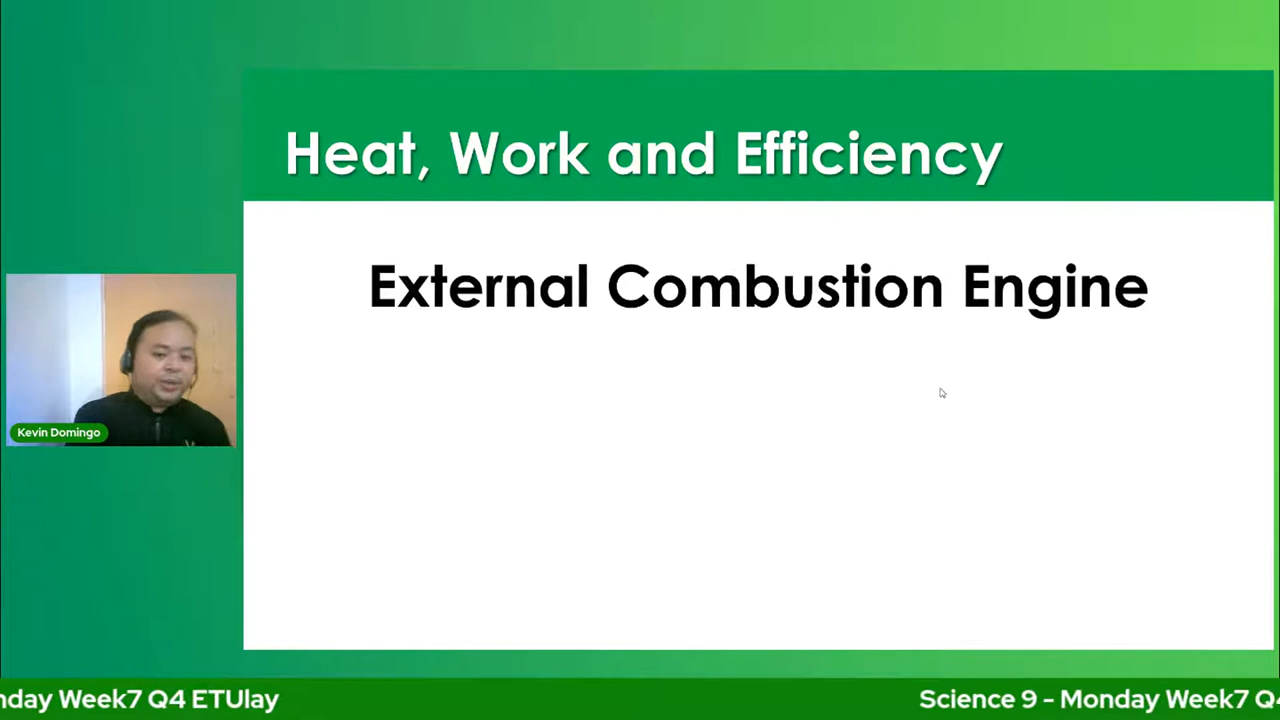 Heat, Work and Efficiency
External Combustion Engine
Kevin Domingo
nday Week7 Q4 ETUlay
Science 9 - Monday Week7 Q4